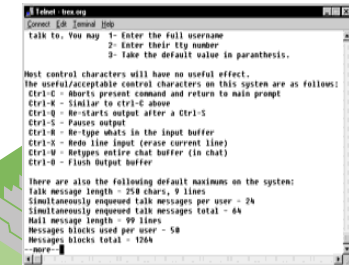 Telnet - trex.org
Connect Edit Terminal Help
talk to. You may 1- Enter the full username
2- Enter their tty number
3- Take the default value in paranthesis.
Most control characters will have no useful effect.
The useful/acceptable control characters on this system are as follows:
Ctrl-C - Aborts present command and return to main prompt
Ctrl-K - Similar to ctrl-C above
Ctrl-Q - Re-starts output after a Ctrl-S
Ctrl-S - Pauses output
Ctrl-R - Re-type whats in the input buffer
Ctrl-X - Redo line input (erase current line)
Ctrl-W - Retypes entire chat buffer (in chat)
Ctrl-O - Flush Output buffer
There are also the following default maximums on the system:
Talk message length - 250 chars, 9 lines
Simultaneously enqueued talk messages per user - 24
Simultaneously enqueued talk messages total - 64
Mail message length - 99 lines
Messages blocks used per user - 50
Messages blocks total - 1264
--more--